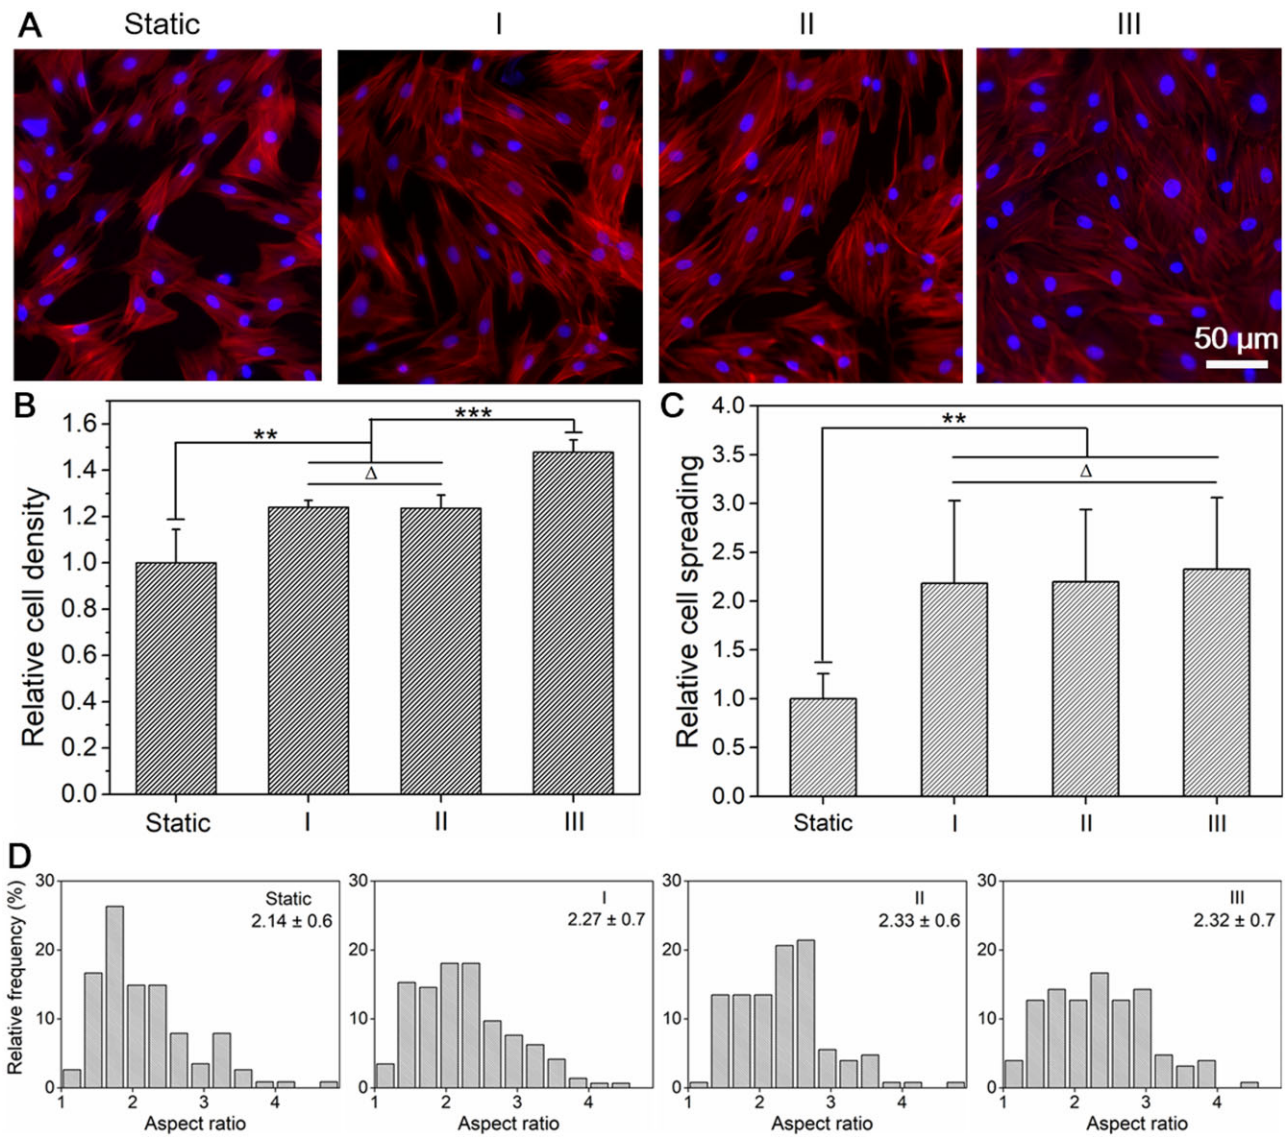 A
Static
I
II
III
50 μm
B
Relative cell density
1.6
1.4
1.2
1.0
0.8
0.6
0.4
0.2
0.0
**
***
Δ
Static
I
II
III
C
Relative cell spreading
4.0
3.5
3.0
2.5
2.0
1.5
1.0
0.5
0.0
**
Δ
Static
I
II
III
D
Relative frequency (%)
30
20
10
0
Static
2.14 ± 0.6
1 2 3 4
Aspect ratio
30
20
10
0
I
2.27 ± 0.7
1 2 3 4
Aspect ratio
30
20
10
0
II
2.33 ± 0.6
1 2 3 4
Aspect ratio
30
20
10
0
III
2.32 ± 0.7
1 2 3 4
Aspect ratio